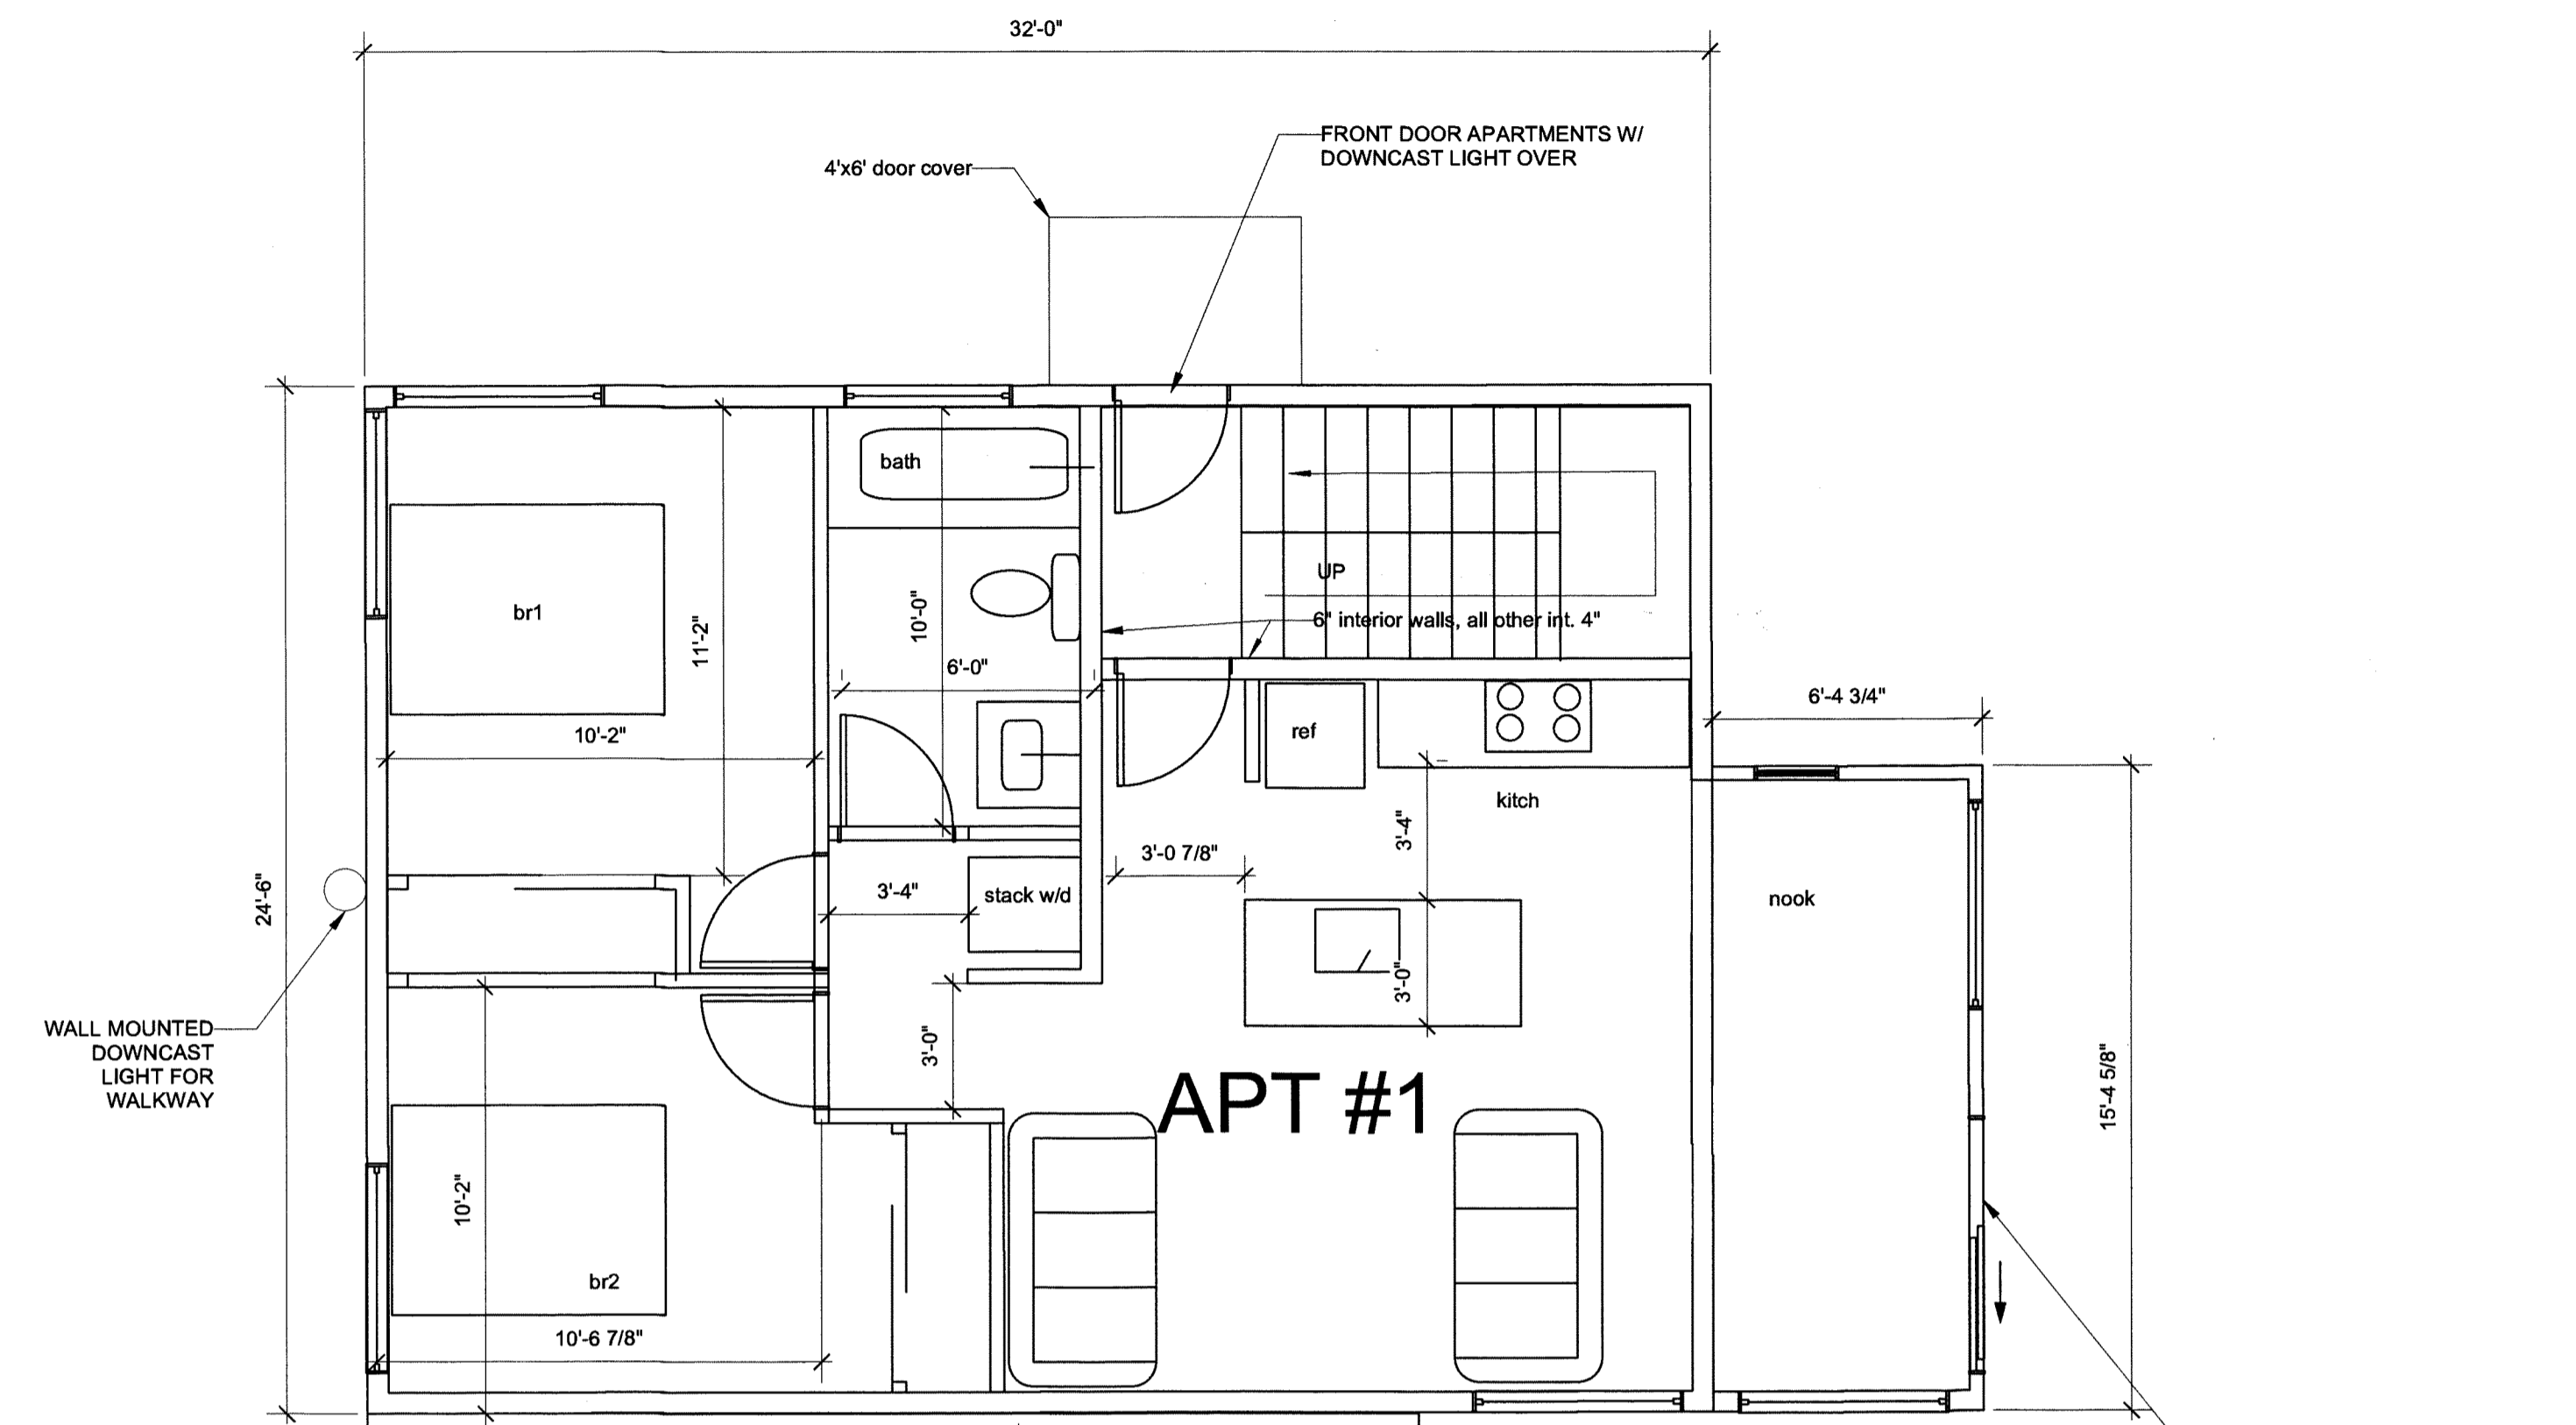 32'-0"
FRONT DOOR APARTMENTS W/
DOWNCAST LIGHT OVER
4'x6' door cover
bath
br1
11'-2"
10'-0"
6'-0"
UP
6" interior walls, all other int. 4"
10'-2"
ref
kitch
6'-4 3/4"
3'-4"
3'-0 7/8"
24'-6"
3'-4"
stack w/d
nook
3'-0"
WALL MOUNTED
DOWNCAST
LIGHT FOR
WALKWAY
3'-0"
APT #1
15'-4 5/8"
10'-2"
br2
10'-6 7/8"